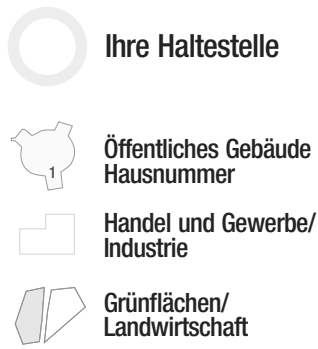 Ihre Haltestelle
1
Öffentliches Gebäude
Hausnummer
Handel und Gewerbe/
Industrie
Grünflächen/
Landwirtschaft